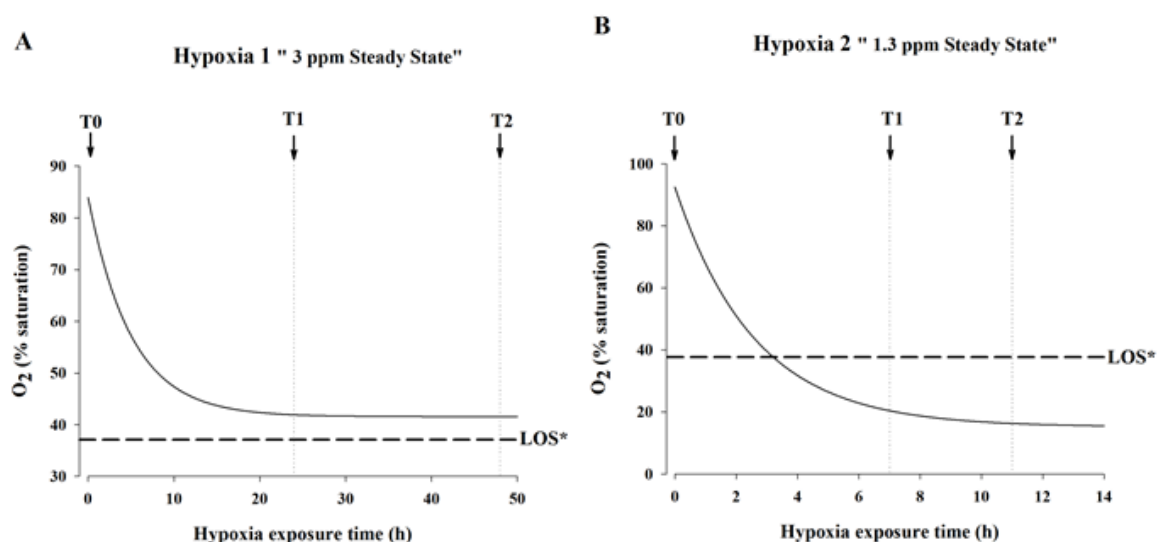 A
Hypoxia 1 " 3 ppm Steady State"
T0 T1 T2
90
80
70
60
50
40
30
O2 (% saturation)
LOS*
0 10 20 30 40 50
Hypoxia exposure time (h)
B
Hypoxia 2 " 1.3 ppm Steady State"
T0 T1 T2
100
80
60
40
20
0
O2 (% saturation)
LOS*
0 2 4 6 8 10 12 14
Hypoxia exposure time (h)